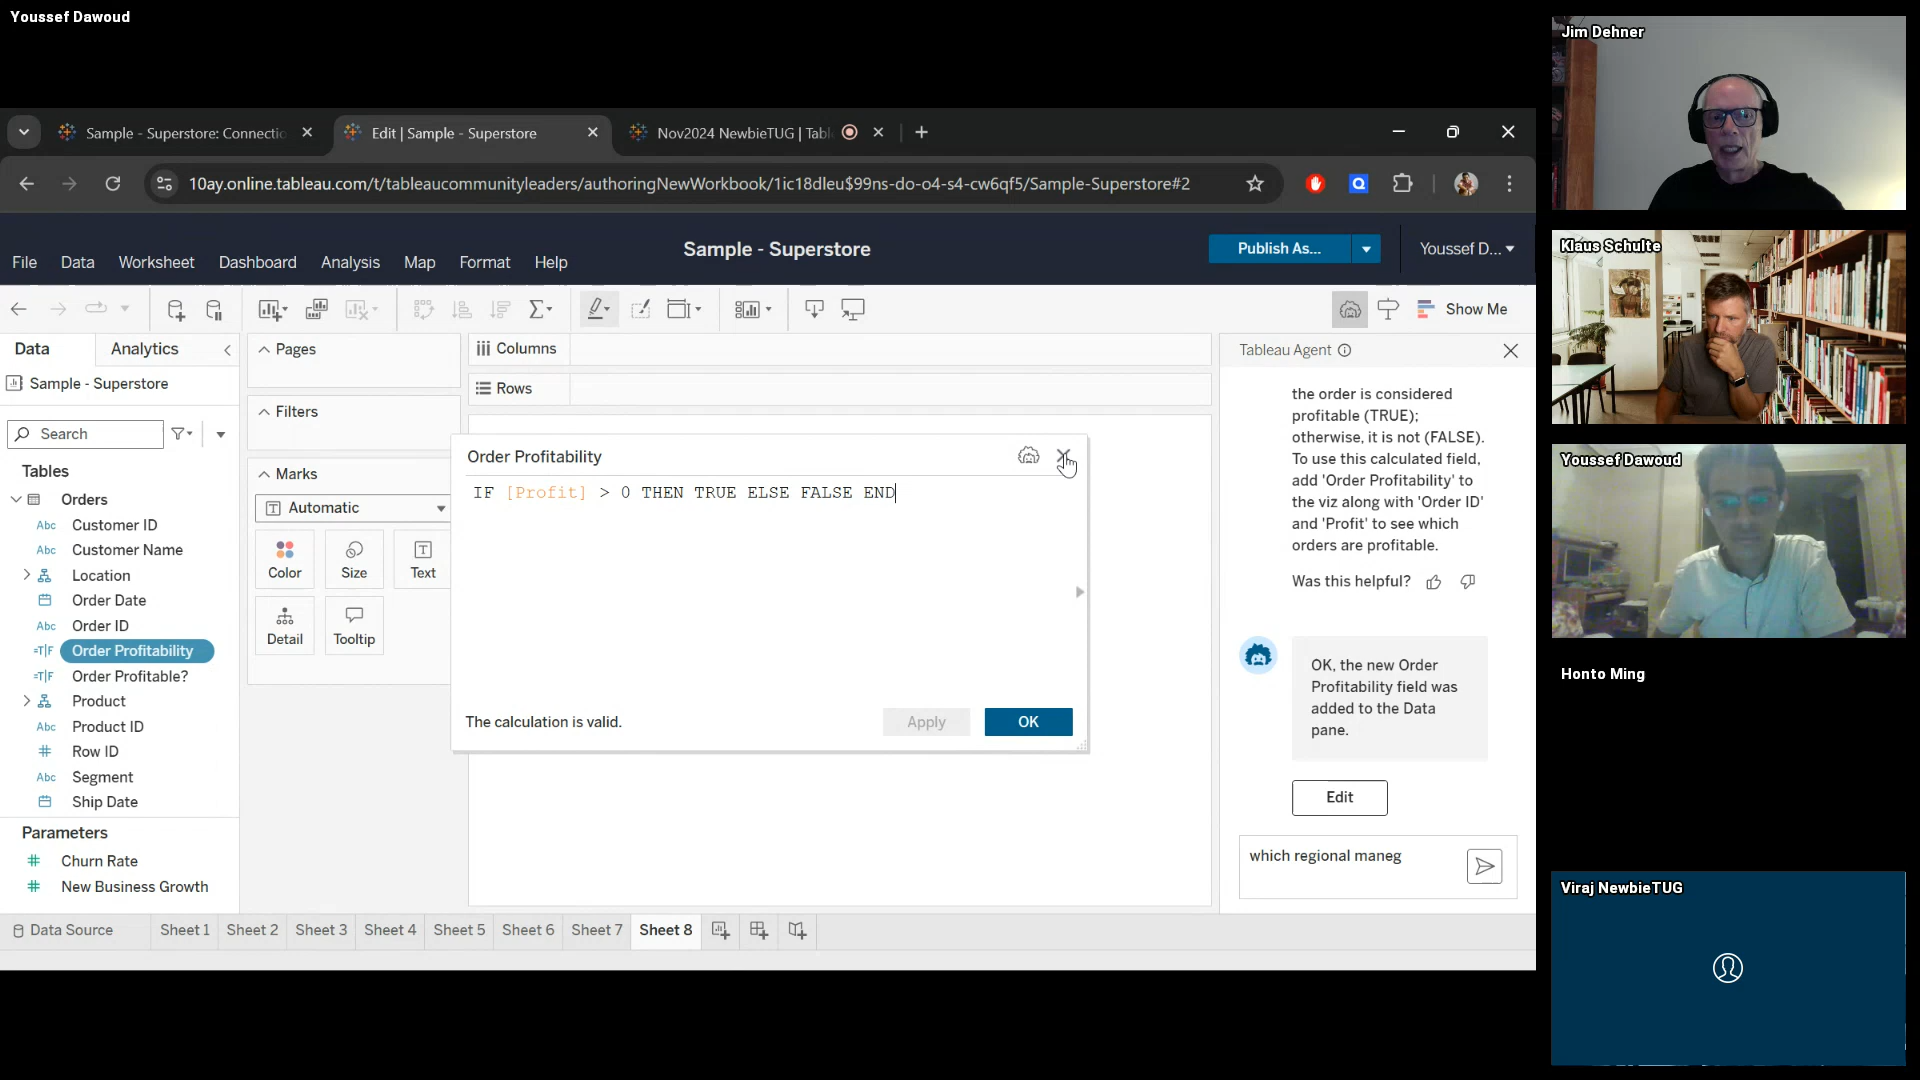 Youssef Dawoud
Sample - Superstore: Connectio
Edit | Sample - Superstore
Nov2024 NewbieTUG | Tabl
10ay.online.tableau.com/t/tableaucommunityleaders/authoringNewWorkbook/1ic18dleu$99ns-do-o4-s4-cw6qf5/Sample-Superstore#2
Sample - Superstore
Publish As...
Youssef D...
File Data Worksheet Dashboard Analysis Map Format Help
Show Me
Data
Analytics
Sample - Superstore
Search
Tables
Orders
Abc Customer ID
Abc Customer Name
Location
Order Date
Abc Order ID
=T|F Order Profitability
=T|F Order Profitable?
Product
Abc Product ID
# Row ID
Abc Segment
Ship Date
Parameters
# Churn Rate
# New Business Growth
Pages
Filters
Marks
Automatic
Color
Size
Text
Detail
Tooltip
Columns
Rows
Order Profitability
IF [Profit] > 0 THEN TRUE ELSE FALSE END
The calculation is valid.
Apply
OK
Tableau Agent
the order is considered
profitable (TRUE);
otherwise, it is not (FALSE).
To use this calculated field,
add 'Order Profitability' to
the viz along with 'Order ID'
and 'Profit' to see which
orders are profitable.
Was this helpful?
OK, the new Order
Profitability field was
added to the Data
pane.
Edit
which regional maneg
Data Source
Sheet 1
Sheet 2
Sheet 3
Sheet 4
Sheet 5
Sheet 6
Sheet 7
Sheet 8
Jim Dehner
Klaus Schulte
Youssef Dawoud
Honto Ming
Viraj NewbieTUG